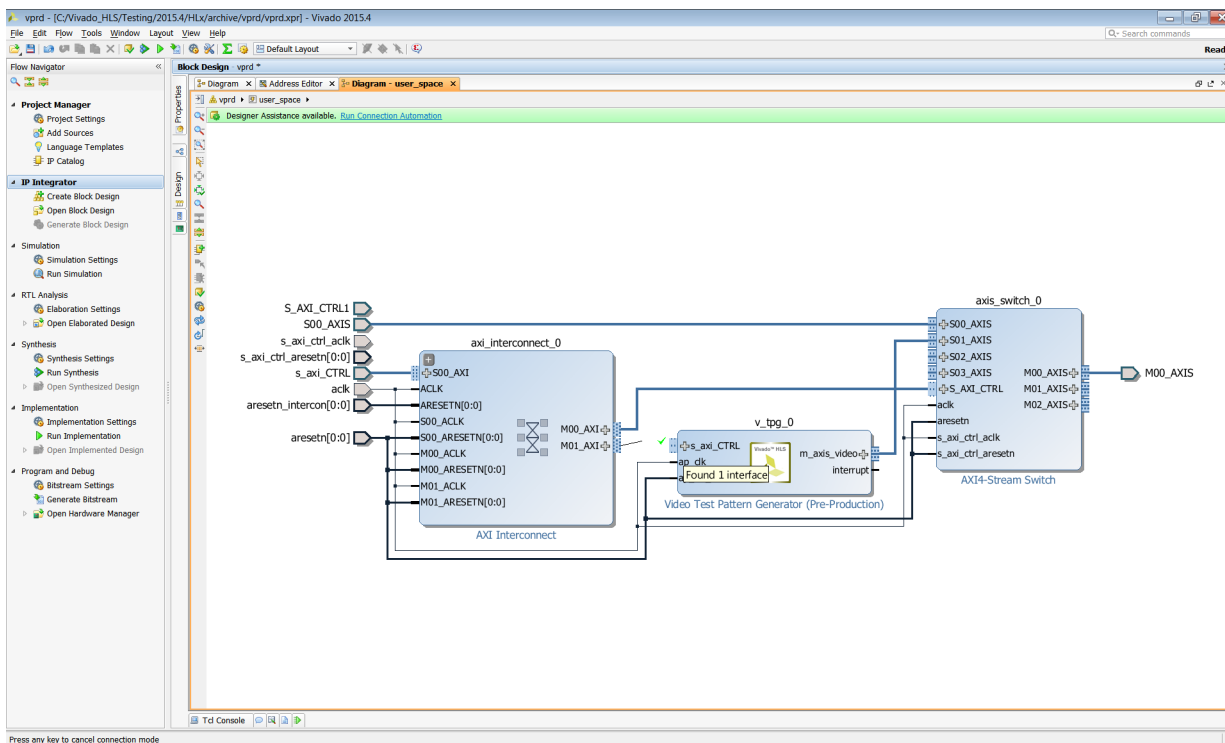 vprd - [C:/Vivado_HLS/Testing/2015.4/HLx/archive/vprd/vprd.xpr] - Vivado 2015.4
File Edit Flow Tools Window Layout View Help
Search commands
Default Layout
Ready
Flow Navigator
Project Manager
Project Settings
Add Sources
Language Templates
IP Catalog
IP Integrator
Create Block Design
Open Block Design
Generate Block Design
Simulation
Simulation Settings
Run Simulation
RTL Analysis
Elaboration Settings
Open Elaborated Design
Synthesis
Synthesis Settings
Run Synthesis
Open Synthesized Design
Implementation
Implementation Settings
Run Implementation
Open Implemented Design
Program and Debug
Bitstream Settings
Generate Bitstream
Open Hardware Manager
Block Design - vprd *
Properties
Design
Diagram
Address Editor
Diagram - user_space
vprd
user_space
Designer Assistance available. Run Connection Automation
S_AXI_CTRL1
S00_AXIS
s_axi_ctrl_aclk
s_axi_ctrl_aresetn[0:0]
s_axi_CTRL
aclk
aresetn_intercon[0:0]
aresetn[0:0]
axi_interconnect_0
S00_AXI
ACLK
ARESETN[0:0]
S00_ACLK
S00_ARESETN[0:0]
M00_ACLK
M00_ARESETN[0:0]
M01_ACLK
M01_ARESETN[0:0]
M00_AXI
M01_AXI
AXI Interconnect
v_tpg_0
s_axi_CTRL
ap_clk
Found 1 interface
Vivado™ HLS
m_axis_video
interrupt
Video Test Pattern Generator (Pre-Production)
axis_switch_0
S00_AXIS
S01_AXIS
S02_AXIS
S03_AXIS
S_AXI_CTRL
aclk
aresetn
s_axi_ctrl_aclk
s_axi_ctrl_aresetn
M00_AXIS
M01_AXIS
M02_AXIS
AXI4-Stream Switch
M00_AXIS
Tcl Console
Press any key to cancel connection mode